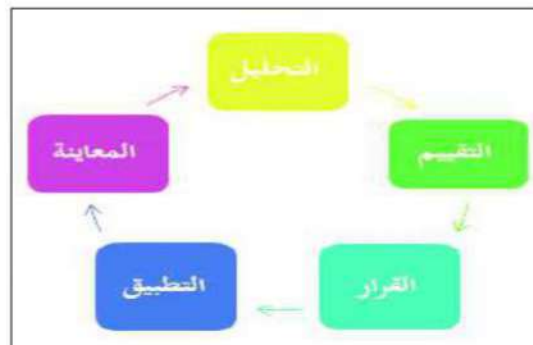 التحليل
التقييم
القرار
التطبيق
المعاينة